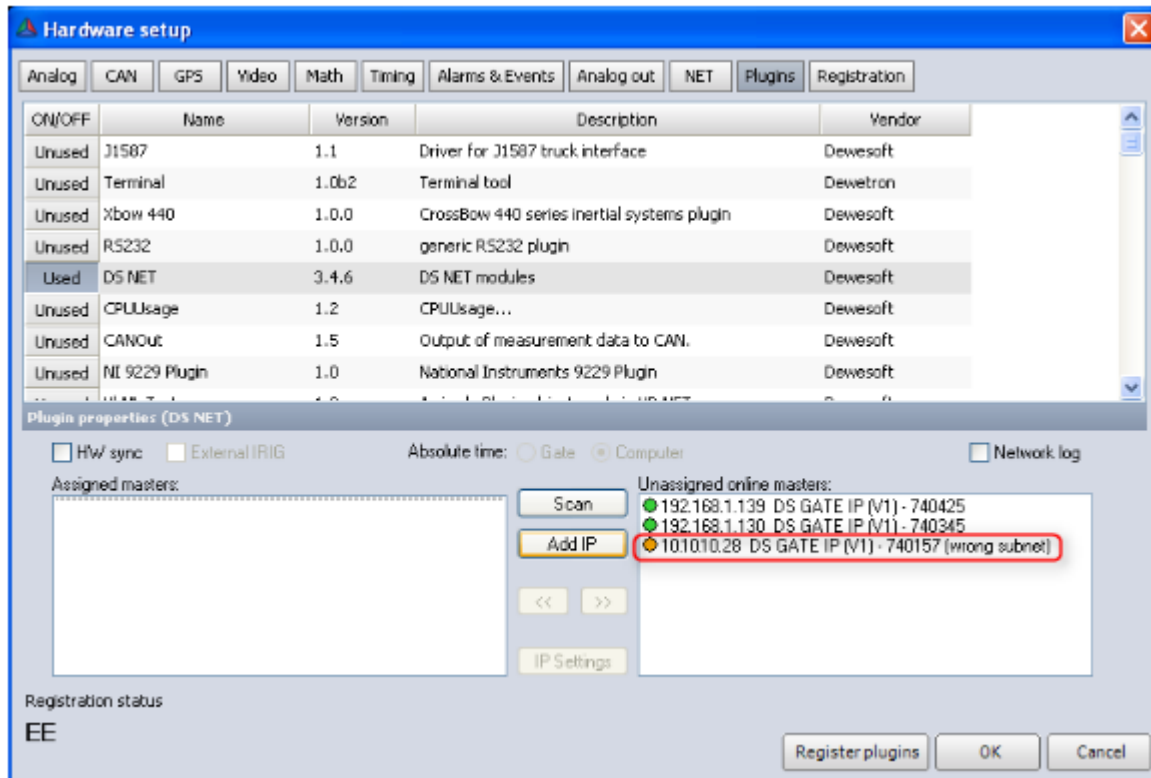 Hardware setup
Analog CAN GPS Video Math Timing Alarms & Events Analog out NET Plugins Registration
ON/OFF Name Version Description Vendor
Unused J1587 1.1 Driver for J1587 truck interface Dewesoft
Unused Terminal 1.0b2 Terminal tool Dewetron
Unused Xbow 440 1.0.0 CrossBow 440 series inertial systems plugin Dewesoft
Unused RS232 1.0.0 generic RS232 plugin Dewesoft
Used DS NET 3.4.6 DS NET modules Dewesoft
Unused CPUUsage 1.2 CPUUsage... Dewesoft
Unused CANOut 1.5 Output of measurement data to CAN. Dewesoft
Unused NI 9229 Plugin 1.0 National Instruments 9229 Plugin Dewesoft
Plugin properties (DS NET)
HW sync External IRIG Absolute time: Gate Computer Network log
Assigned masters: Unassigned online masters:
Scan
192.168.1.139 DS GATE IP (V1) - 740425
192.168.1.130 DS GATE IP (V1) - 740345
Add IP
10.10.10.28 DS GATE IP (V1) - 740157 (wrong subnet)
<< >>
IP Settings
Registration status
EE
Register plugins OK Cancel